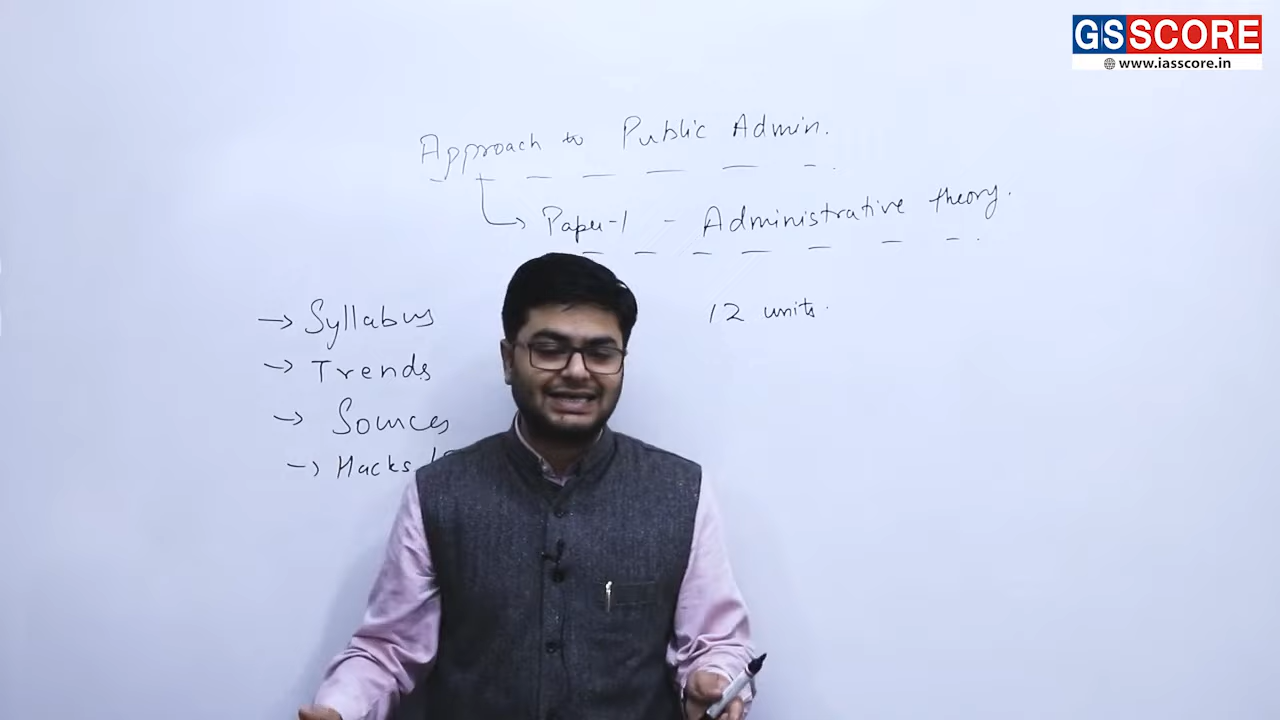 GSSCORE
www.iasscore.in
Approach to Public Admin.
Paper-1 - Administrative theory.
12 units.
→ Syllabus
→ Trends
→ Sources
→ Hacks